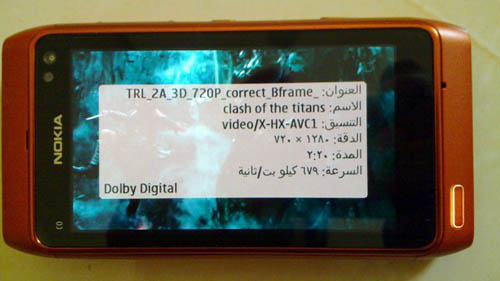 NOKIA
العنوان: TRL_2A_3D_720P_correct_Bframe_
الاسم: clash of the titans
التنسيق: video/X-HX-AVC1
الدقة: ١٢٨٠ × ٧٢٠
المدة: ٢:٢٠
السرعة: ٦٧٩ كيلو بت/ثانية
Dolby Digital